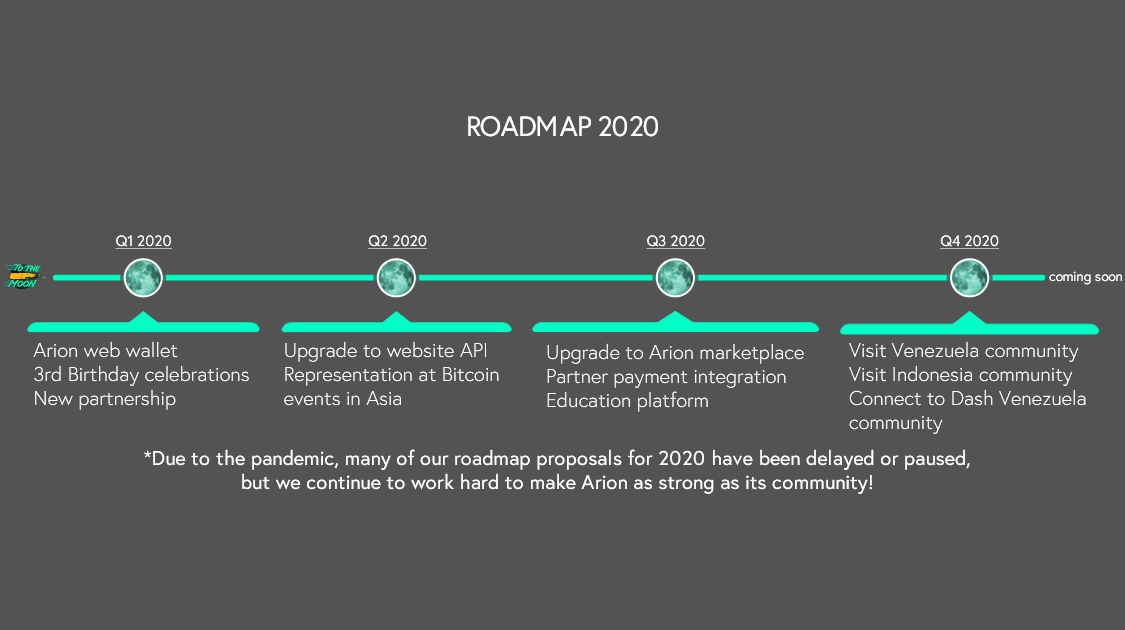 ROADMAP 2020
Q1 2020
Q2 2020
Q3 2020
Q4 2020
TO THE
MOON
coming soon
Arion web wallet
3rd Birthday celebrations
New partnership
Upgrade to website API
Representation at Bitcoin
events in Asia
Upgrade to Arion marketplace
Partner payment integration
Education platform
Visit Venezuela community
Visit Indonesia community
Connect to Dash Venezuela
community
*Due to the pandemic, many of our roadmap proposals for 2020 have been delayed or paused,
but we continue to work hard to make Arion as strong as its community!